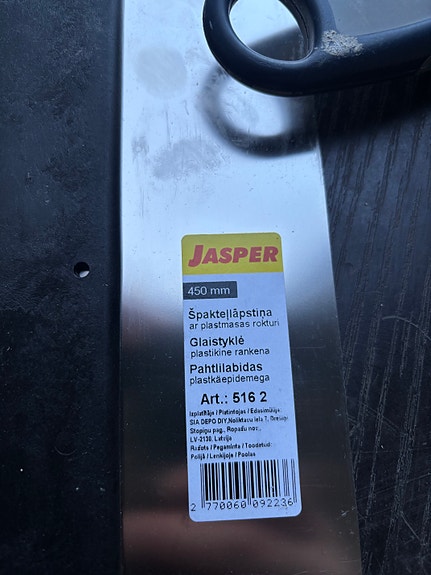 JASPER
450 mm
Špakteļlāpstiņa
ar plastmasas rokturi
Glaistyklė
plastikine rankena
Pahtlilabidas
plastkäepidemega
Art.: 516 2
Izplatītājs / Platintojas / Edasimüüja:
SIA DEPO DIY, Noliktavu iela 7, Dreiliņi
Stopiņu pag., Ropažu nov.,
LV-2130, Latvija
Ražots / Pagaminta / Toodetud:
Polijā / Lenkijoje / Poolas
2 770060 092236